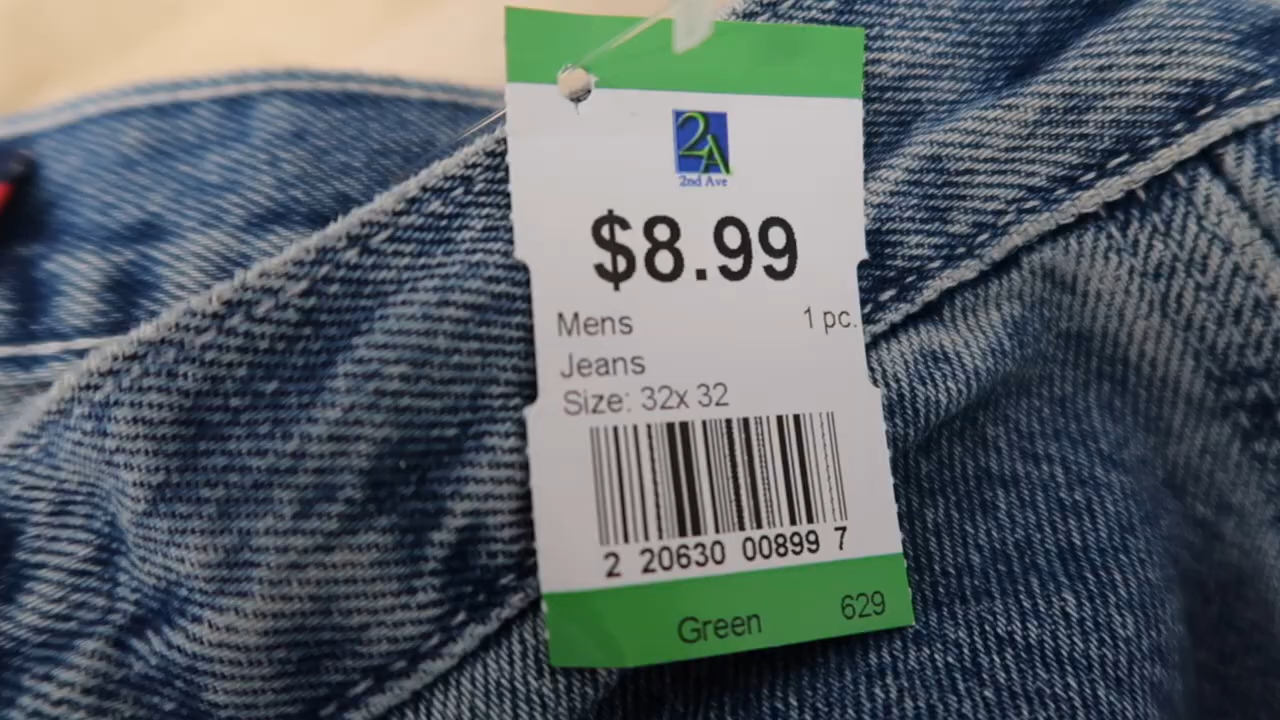 2A
2nd Ave
$8.99
Mens 1 pc.
Jeans
Size: 32x 32
2 20630 00899 7
Green 629